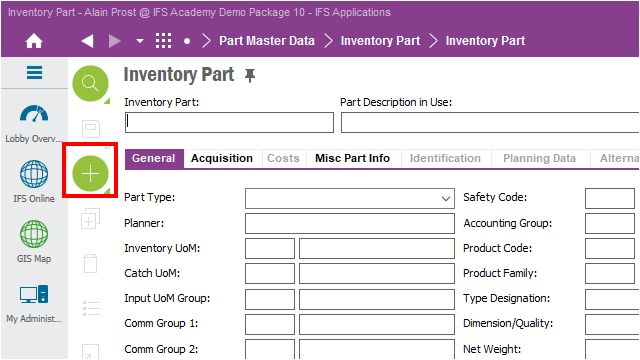 Inventory Part - Alain Prost @ IFS Academy Demo Package 10 - IFS Applications
Part Master Data Inventory Part Inventory Part
Inventory Part
Inventory Part: Part Description in Use:
Lobby Overv...
IFS Online
GIS Map
My Administ...
General Acquisition Costs Misc Part Info Identification Planning Data Alterna
Part Type: Safety Code:
Planner: Accounting Group:
Inventory UoM: Product Code:
Catch UoM: Product Family:
Input UoM Group: Type Designation:
Comm Group 1: Dimension/Quality:
Comm Group 2: Net Weight: